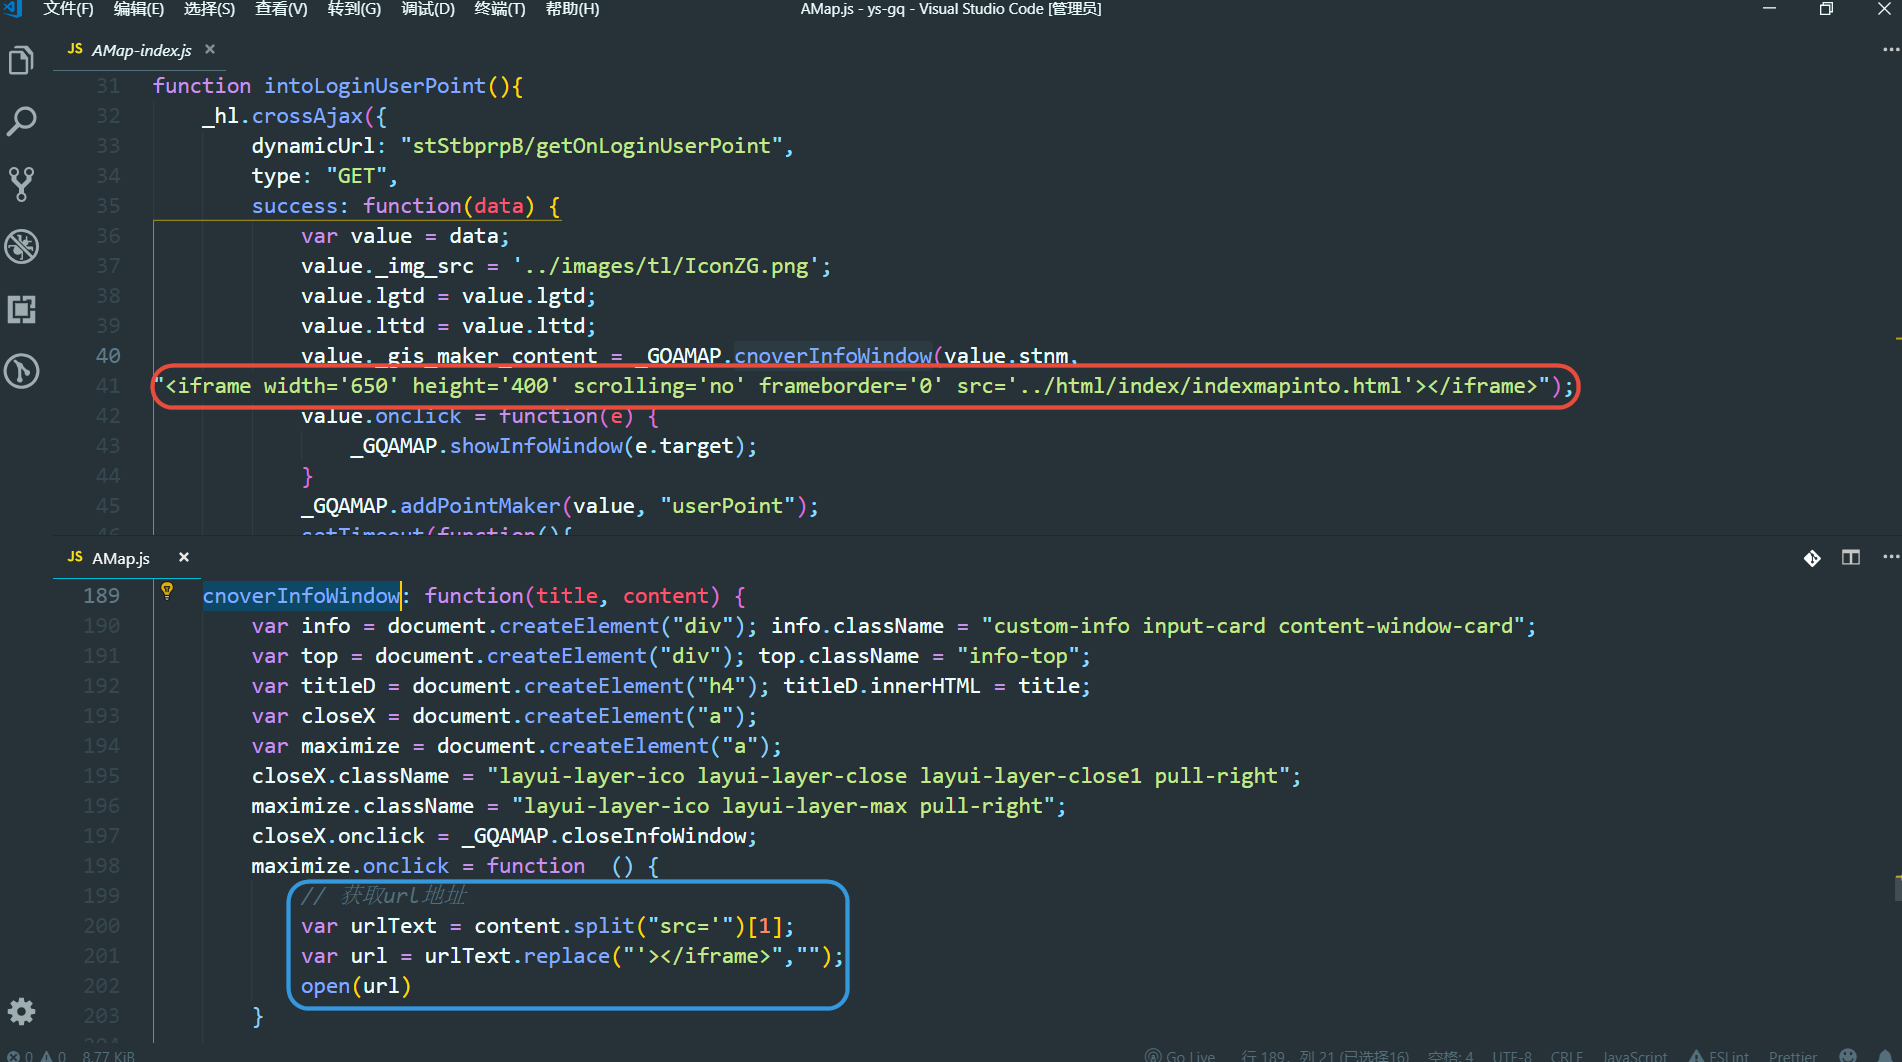 文件(F) 编辑(E) 选择(S) 查看(V) 转到(G) 调试(D) 终端(T) 帮助(H) AMap.js - ys-gq - Visual Studio Code [管理员]
JS AMap-index.js ×
31 function intoLoginUserPoint(){
32 _hl.crossAjax({
33 dynamicUrl: "stStbprpB/getOnLoginUserPoint",
34 type: "GET",
35 success: function(data) {
36 var value = data;
37 value._img_src = '../images/tl/IconZG.png';
38 value.lgtd = value.lgtd;
39 value.lttd = value.lttd;
40 value._gis_maker_content = _GQAMAP.cnoverInfoWindow(value.stnm,
41 "<iframe width='650' height='400' scrolling='no' frameborder='0' src='../html/index/indexmapinto.html'></iframe>");
42 value.onclick = function(e) {
43 _GQAMAP.showInfoWindow(e.target);
44 }
45 _GQAMAP.addPointMaker(value, "userPoint");
46 setTimeout(function(){
JS AMap.js ×
189 cnoverInfoWindow: function(title, content) {
190 var info = document.createElement("div"); info.className = "custom-info input-card content-window-card";
191 var top = document.createElement("div"); top.className = "info-top";
192 var titleD = document.createElement("h4"); titleD.innerHTML = title;
193 var closeX = document.createElement("a");
194 var maximize = document.createElement("a");
195 closeX.className = "layui-layer-ico layui-layer-close layui-layer-close1 pull-right";
196 maximize.className = "layui-layer-ico layui-layer-max pull-right";
197 closeX.onclick = _GQAMAP.closeInfoWindow;
198 maximize.onclick = function () {
199 // 获取url地址
200 var urlText = content.split("src='")[1];
201 var url = urlText.replace("'></iframe>","");
202 open(url)
203 }
204
0 0 8.77 KiB Go Live 行 189，列 21 (已选择16) 空格: 4 UTF-8 CRLF JavaScript ESLint Prettier